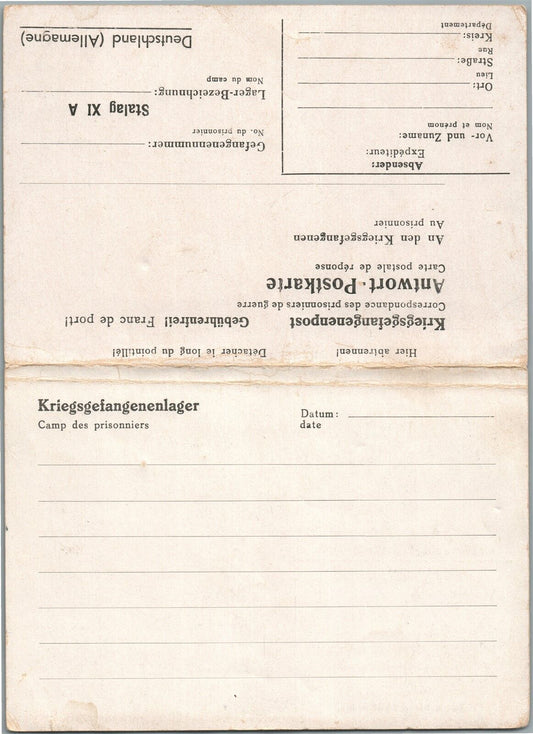 Hier abtrennen! Détacher le long du pointillé!
Kriegsgefangenenpost Gebührenfrei! Franc de port!
Correspondance des prisonniers de guerre
Antwort-Postkarte
Carte postale de réponse
An den Kriegsgefangenen
Au prisonnier
Absender:
Expéditeur:
Vor- und Zuname:
Nom et prénom
Ort:
Lieu
Straße:
Rue
Kreis:
Département
Gefangenennummer:
No. du prisonnier
Stalag XI A
Lager-Bezeichnung:
Nom du camp
Deutschland (Allemagne)
Kriegsgefangenenlager
Camp des prisonniers
Datum:
date